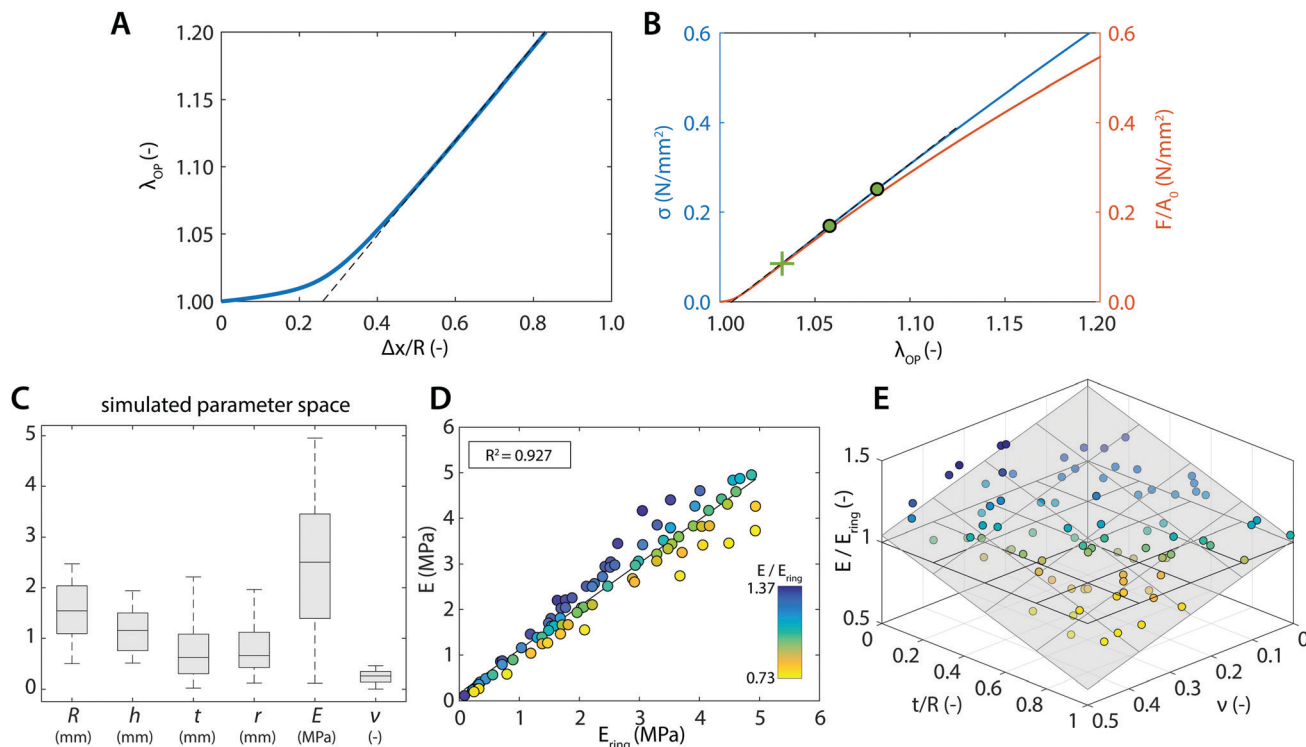 A
1.20
1.15
1.10
1.05
1.00
λOP (-)
0
0.2
0.4
0.6
0.8
1.0
Δx/R (-)
B
0.6
0.4
0.2
0.0
σ (N/mm²)
0.6
0.4
0.2
0.0
F/A₀ (N/mm²)
1.00
1.05
1.10
1.15
1.20
λOP (-)
C
simulated parameter space
5
4
3
2
1
0
R
h
t
r
E
ν
(mm)
(mm)
(mm)
(mm)
(MPa)
(-)
D
6
5
4
3
2
1
0
E (MPa)
R² = 0.927
E / Ering
1.37
0.73
0
1
2
3
4
5
6
Ering (MPa)
E
1.5
1
0.5
E / Ering (-)
0
0.2
0.4
0.6
0.8
1
t/R (-)
0.5
0.4
0.3
0.2
0.1
0
ν (-)